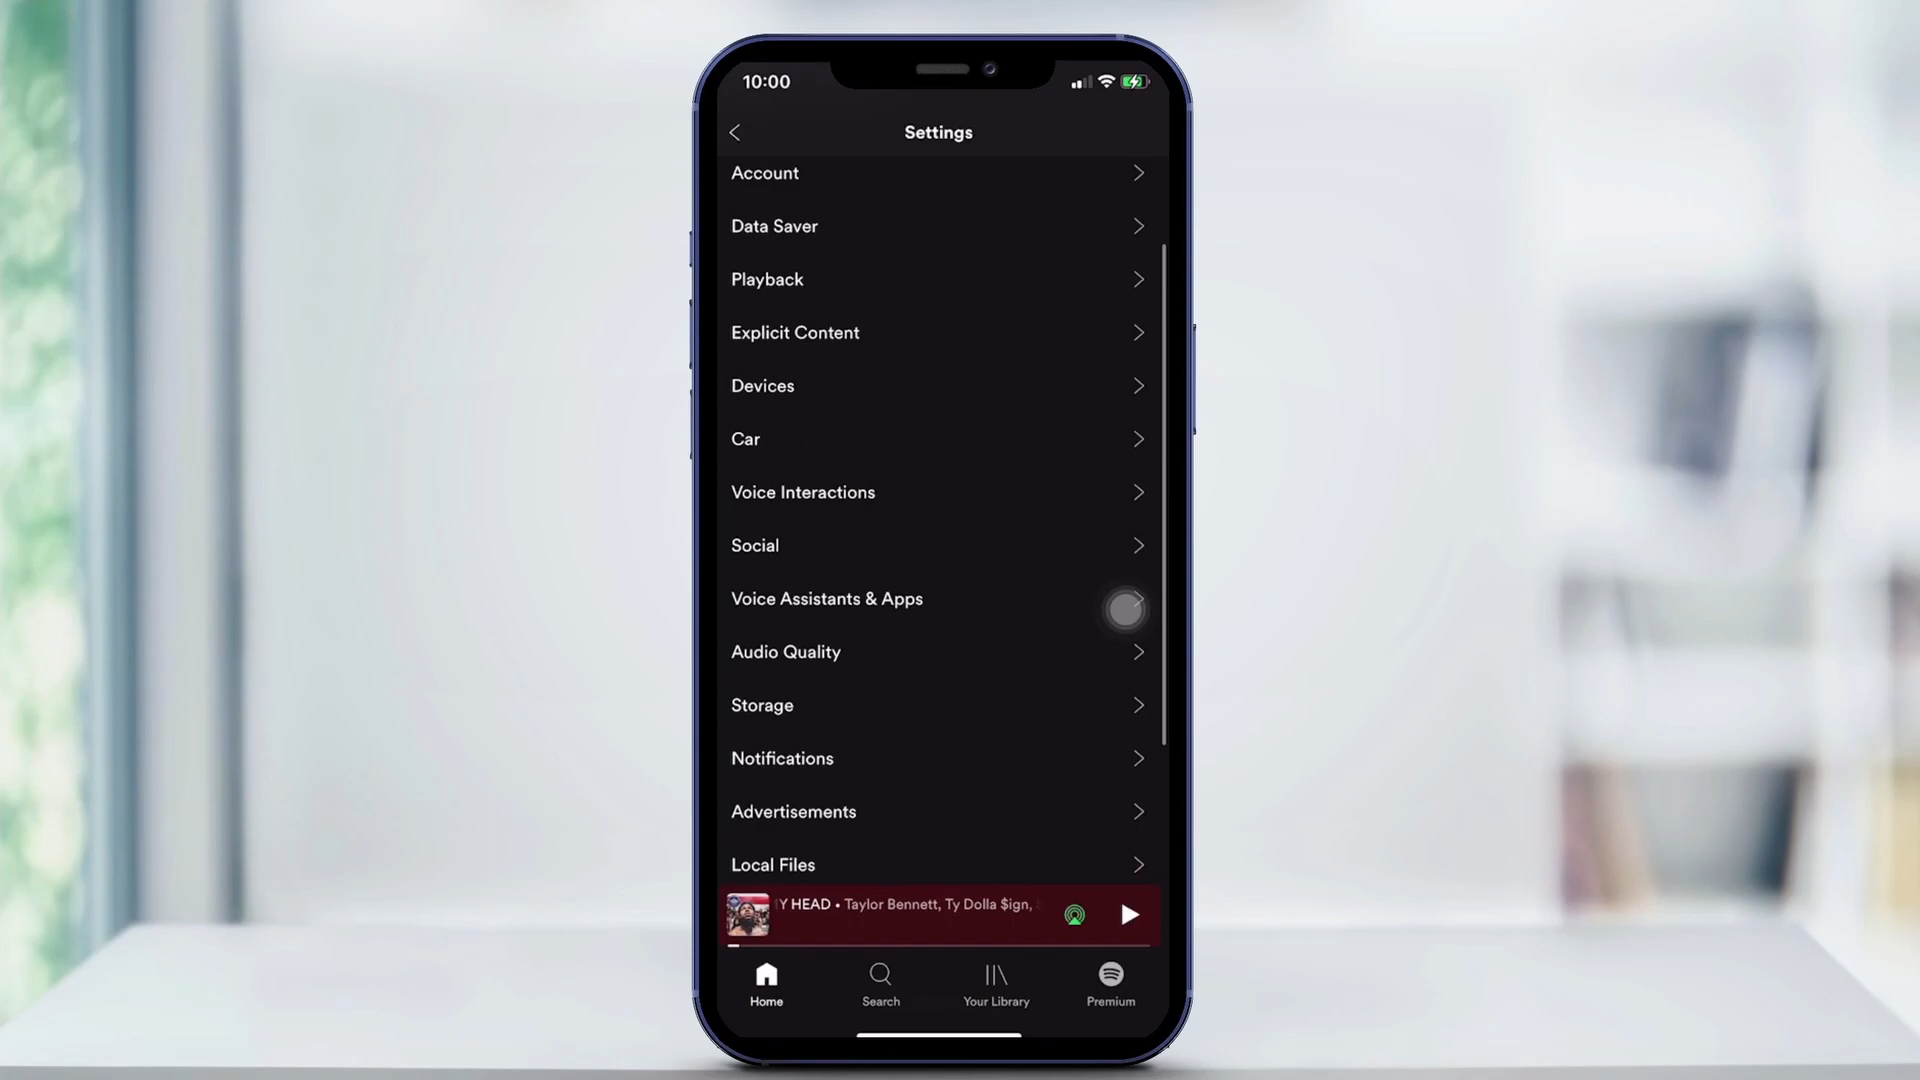 10:00
Settings
Account
Data Saver
Playback
Explicit Content
Devices
Car
Voice Interactions
Social
Voice Assistants & Apps
Audio Quality
Storage
Notifications
Advertisements
Local Files
Y HEAD • Taylor Bennett, Ty Dolla $ign,
Home
Search
Your Library
Premium